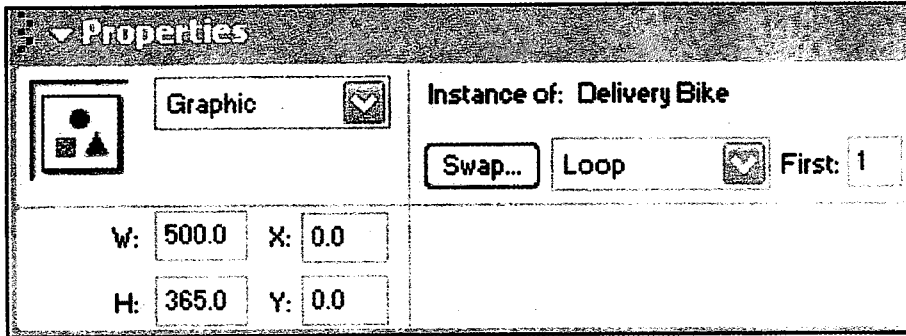 Properties
Graphic
Instance of: Delivery Bike
Swap... Loop First: 1
W: 500.0 X: 0.0
H: 365.0 Y: 0.0